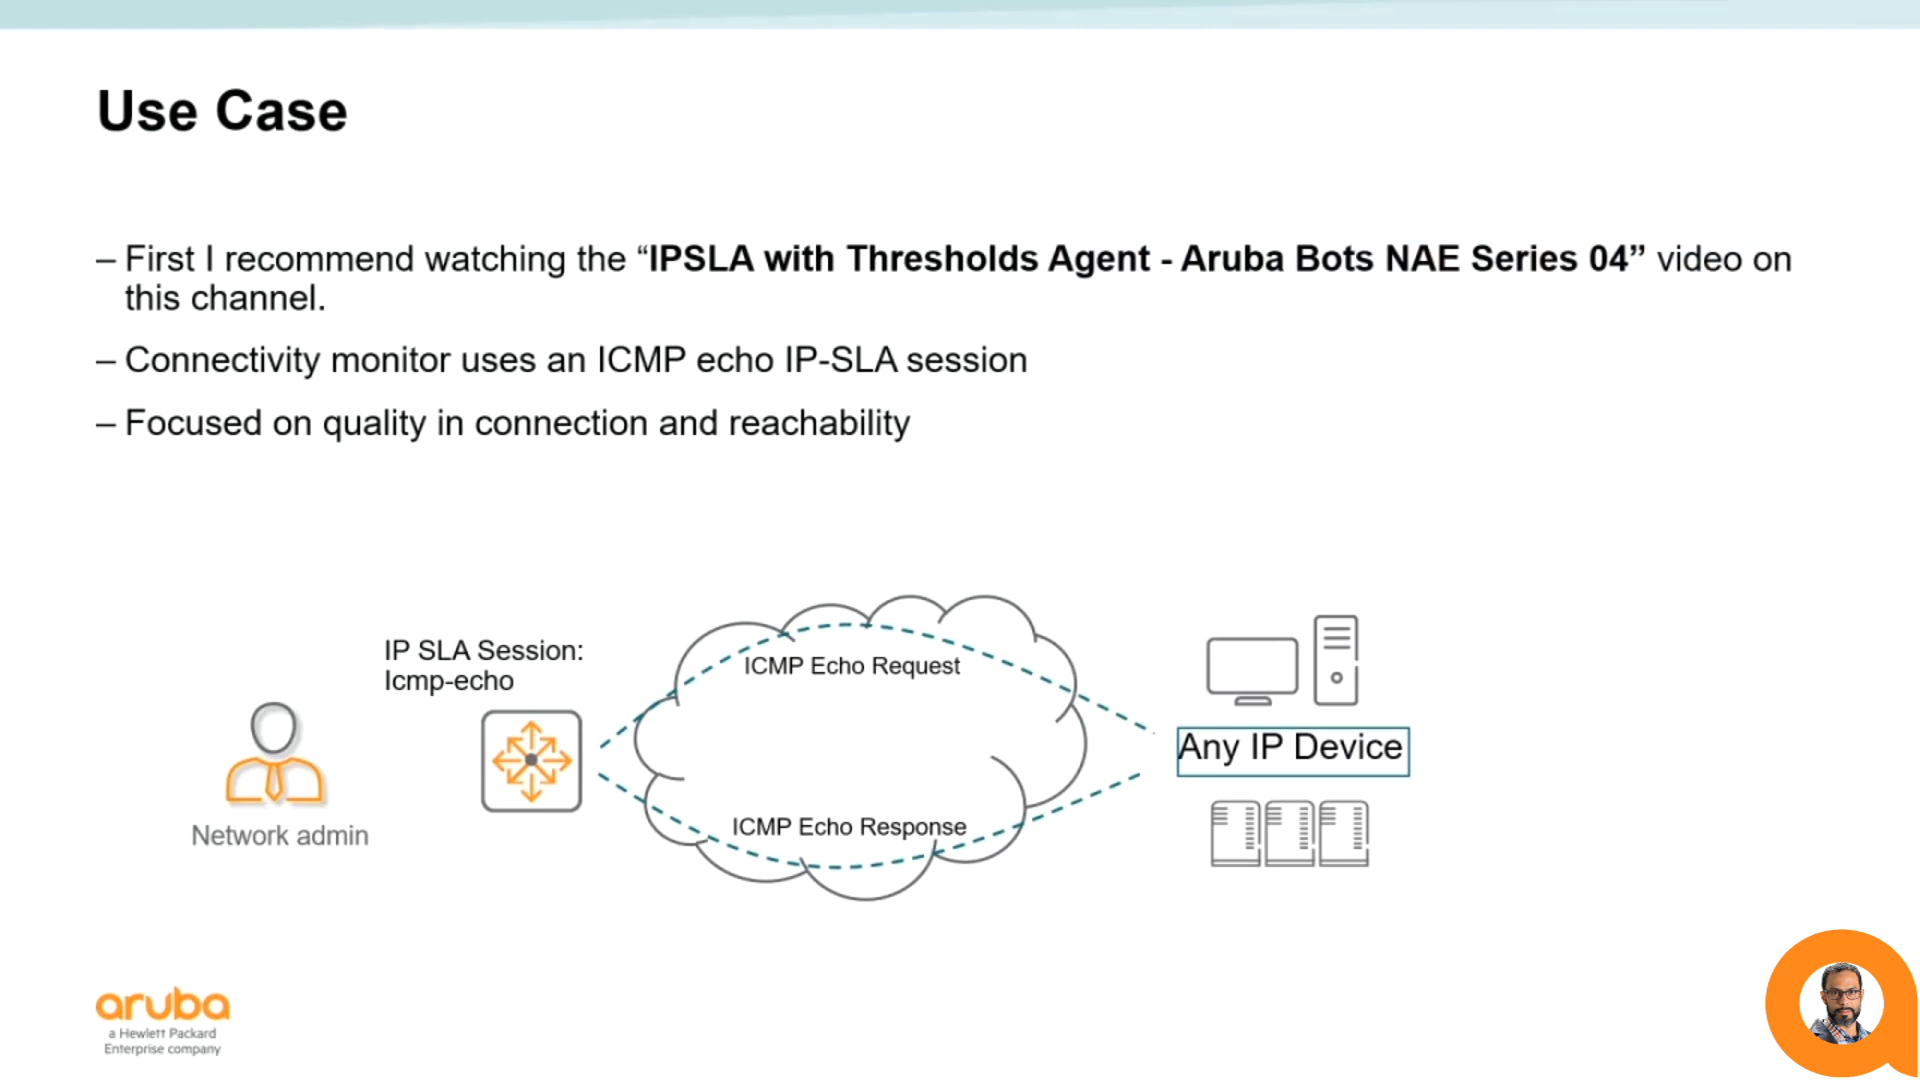 Use Case
– First I recommend watching the “IPSLA with Thresholds Agent - Aruba Bots NAE Series 04” video on
this channel.
– Connectivity monitor uses an ICMP echo IP-SLA session
– Focused on quality in connection and reachability
IP SLA Session:
Icmp-echo
ICMP Echo Request
Any IP Device
ICMP Echo Response
Network admin
aruba
a Hewlett Packard
Enterprise company